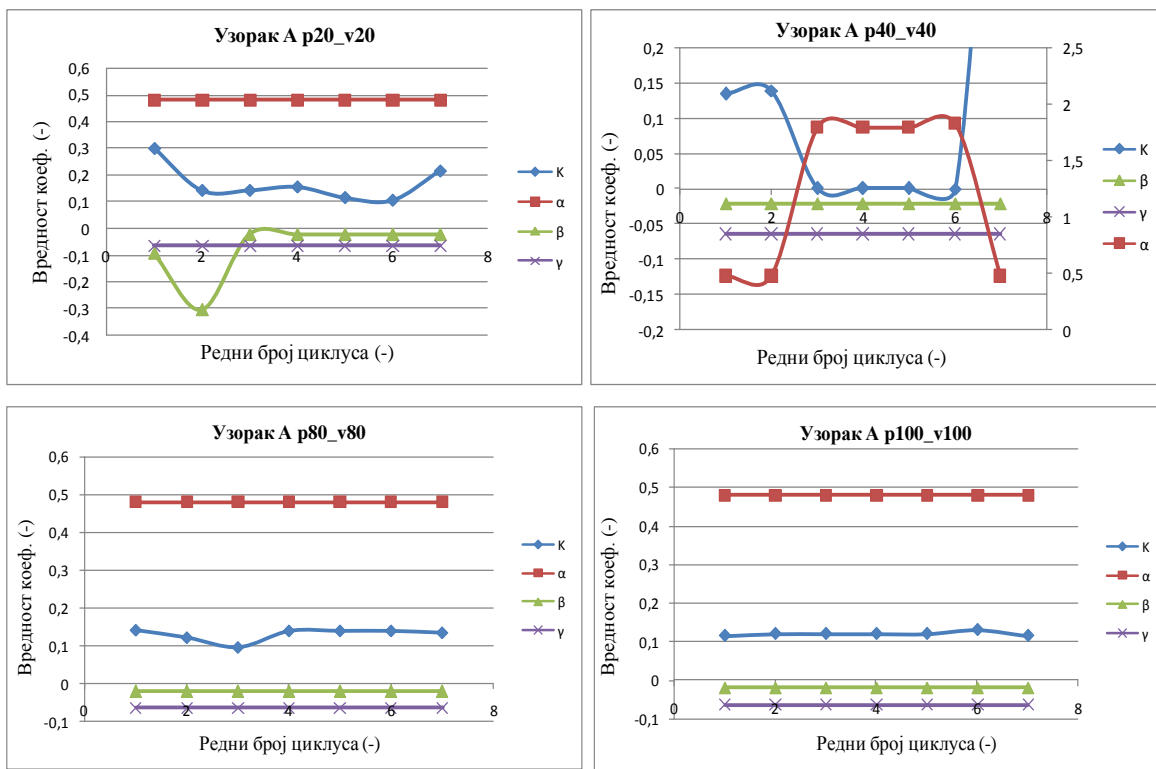 Узорак А p20_v20
0,6
0,5
0,4
0,3
0,2
0,1
0
-0,1
-0,2
-0,3
-0,4
0
2
4
6
8
Вредност коеф. (-)
Редни број циклуса (-)
К
α
β
γ
Узорак А p40_v40
0,2
0,15
0,1
0,05
0
-0,05
-0,1
-0,15
-0,2
2,5
2
1,5
1
0,5
0
0
2
4
6
8
Вредност коеф. (-)
Редни број циклуса (-)
К
β
γ
α
Узорак А p80_v80
0,6
0,5
0,4
0,3
0,2
0,1
0
-0,1
0
2
4
6
8
Вредност коеф. (-)
Редни број циклуса (-)
К
α
β
γ
Узорак А p100_v100
0,6
0,5
0,4
0,3
0,2
0,1
0
-0,1
0
2
4
6
8
Вредност коеф. (-)
Редни број циклуса (-)
К
α
β
γ